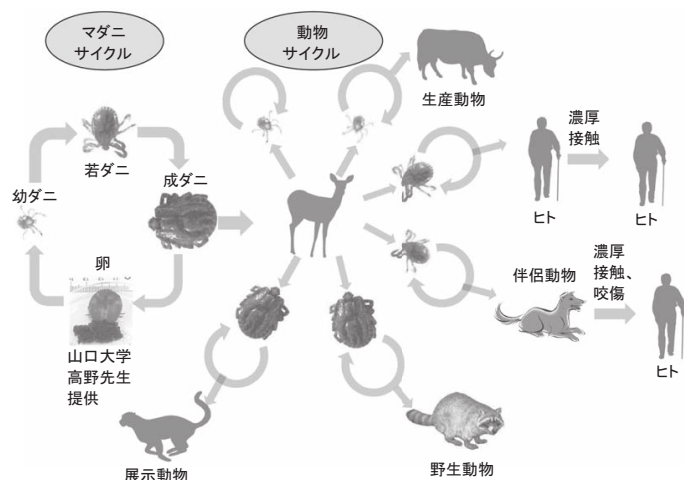 マダニ
サイクル
動物
サイクル
生産動物
若ダニ
成ダニ
幼ダニ
卵
山口大学
高野先生
提供
濃厚
接触
ヒト
ヒト
伴侶動物
濃厚
接触、
咬傷
ヒト
展示動物
野生動物